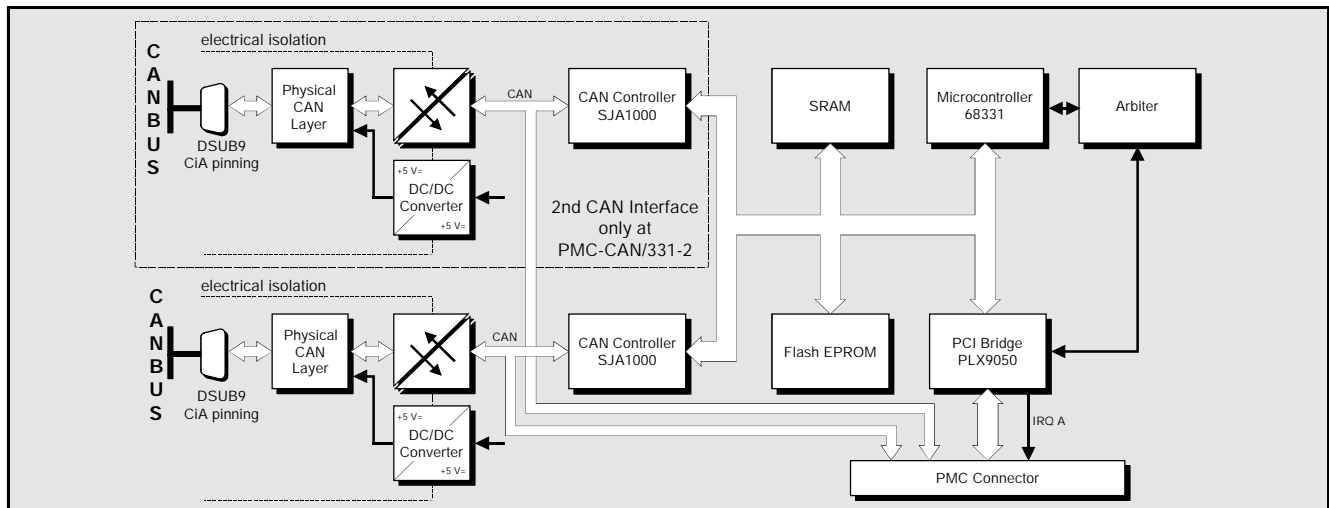 C
A
N
B
U
S
electrical isolation
DSUB9
CiA pinning
Physical
CAN
Layer
+5 V=
DC/DC
Converter
+5 V=
CAN
CAN Controller
SJA1000
2nd CAN Interface
only at
PMC-CAN/331-2
SRAM
Microcontroller
68331
Arbiter
C
A
N
B
U
S
electrical isolation
DSUB9
CiA pinning
Physical
CAN
Layer
+5 V=
DC/DC
Converter
+5 V=
CAN
CAN Controller
SJA1000
Flash EPROM
PCI Bridge
PLX9050
IRQ A
PMC Connector